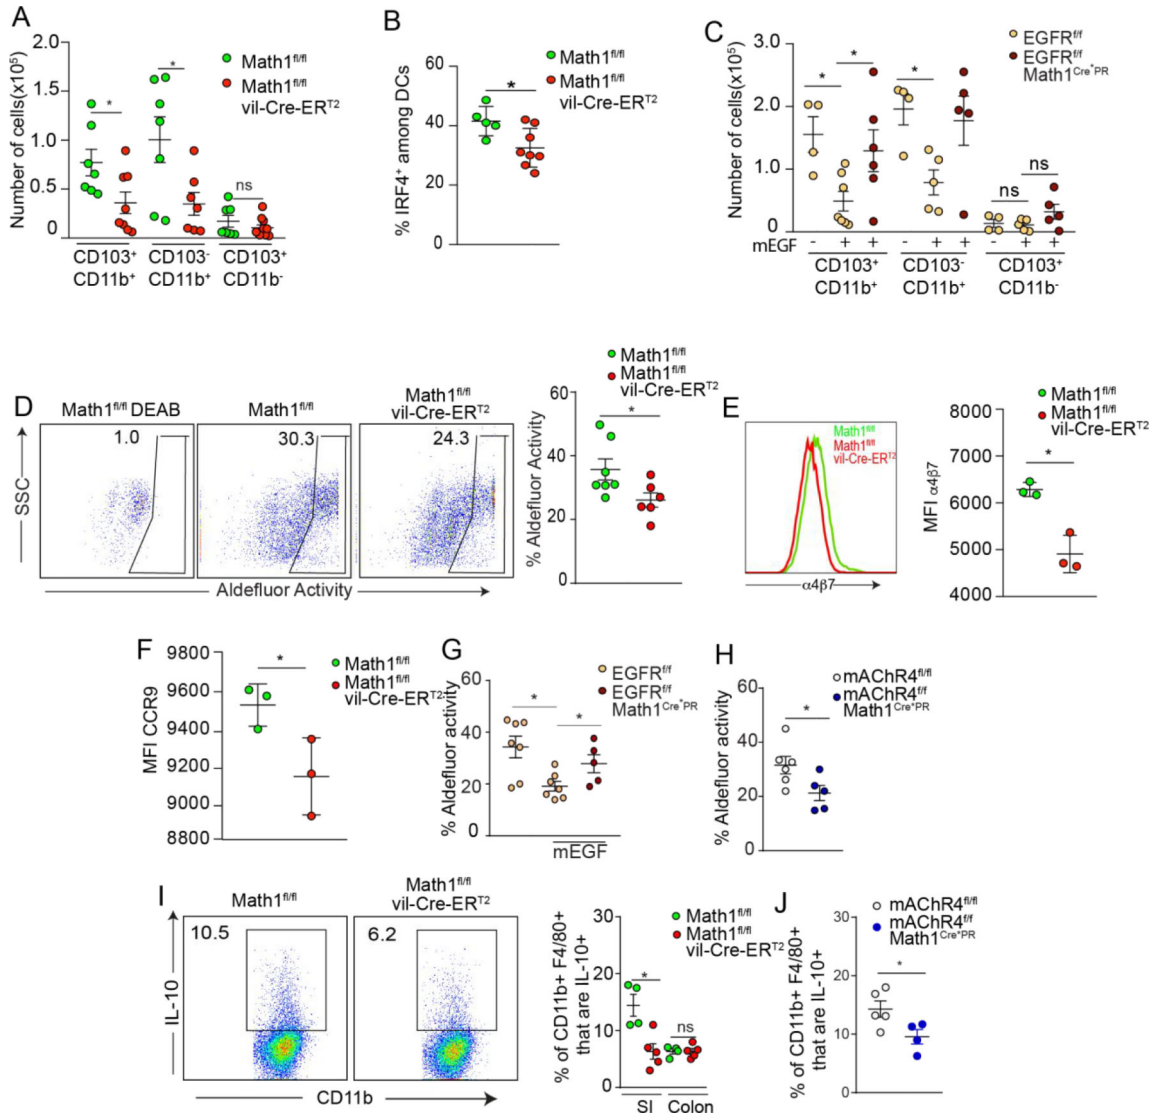 A
Number of cells(x10⁵)
2.0
1.5
1.0
0.5
0
*
*
ns
Math1fl/fl
Math1fl/fl
vil-Cre-ERT2
CD103+ CD103- CD103+
CD11b+ CD11b+ CD11b-
B
% IRF4+ among DCs
60
40
20
0
*
Math1fl/fl
Math1fl/fl
vil-Cre-ERT2
C
Number of cells(x10⁵)
3.0
2.0
1.0
0
*
*
*
ns
ns
EGFRf/f
EGFRf/f
Math1Cre*PR
mEGF - + + - + + - + +
CD103+ CD103- CD103+
CD11b+ CD11b+ CD11b-
D
SSC
Math1fl/fl DEAB
1.0
Math1fl/fl
30.3
Math1fl/fl
vil-Cre-ERT2
24.3
Aldefluor Activity
Math1fl/fl
Math1fl/fl
vil-Cre-ERT2
% Aldefluor Activity
60
40
20
0
*
E
Math1fl/fl
Math1fl/fl
vil-Cre-ERT2
α4β7
MFI α4β7
8000
7000
6000
5000
4000
*
Math1fl/fl
Math1fl/fl
vil-Cre-ERT2
F
MFI CCR9
9800
9600
9400
9200
9000
8800
*
Math1fl/fl
Math1fl/fl
vil-Cre-ERT2
G
% Aldefluor activity
60
40
20
0
*
*
EGFRf/f
EGFRf/f
Math1Cre*PR
mEGF
H
% Aldefluor activity
60
40
20
0
*
mAChR4fl/fl
mAChR4f/f
Math1Cre*PR
I
IL-10
Math1fl/fl
10.5
Math1fl/fl
vil-Cre-ERT2
6.2
CD11b
% of CD11b+ F4/80+
that are IL-10+
30
20
10
0
*
ns
Math1fl/fl
Math1fl/fl
vil-Cre-ERT2
SI Colon
J
% of CD11b+ F4/80+
that are IL-10+
30
20
10
0
*
mAChR4fl/fl
mAChR4f/f
Math1Cre*PR